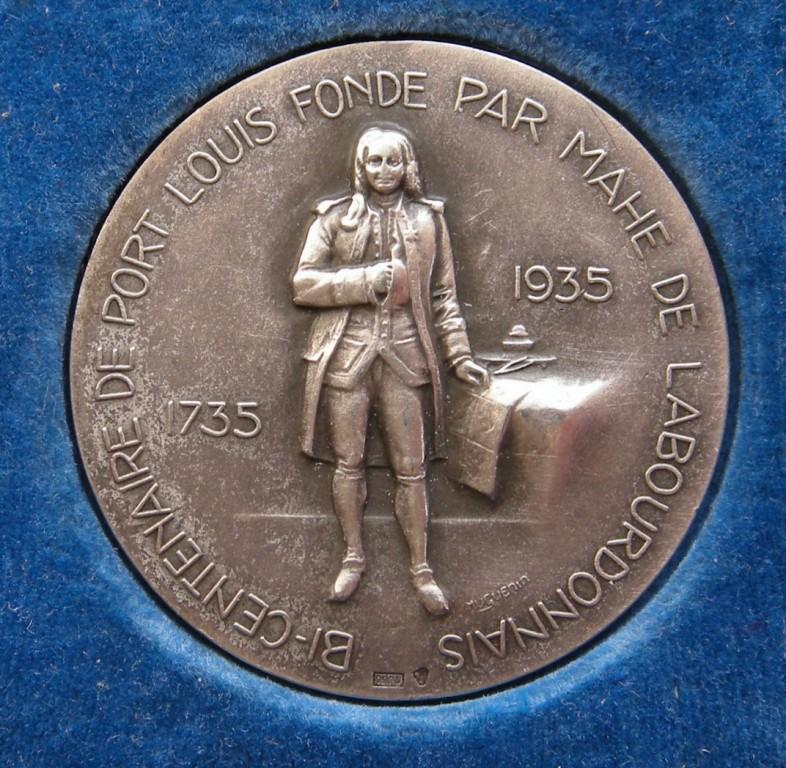 BI-CENTENAIRE DE PORT LOUIS FONDE PAR MAHE DE LABOURDONNAIS
1935
1735